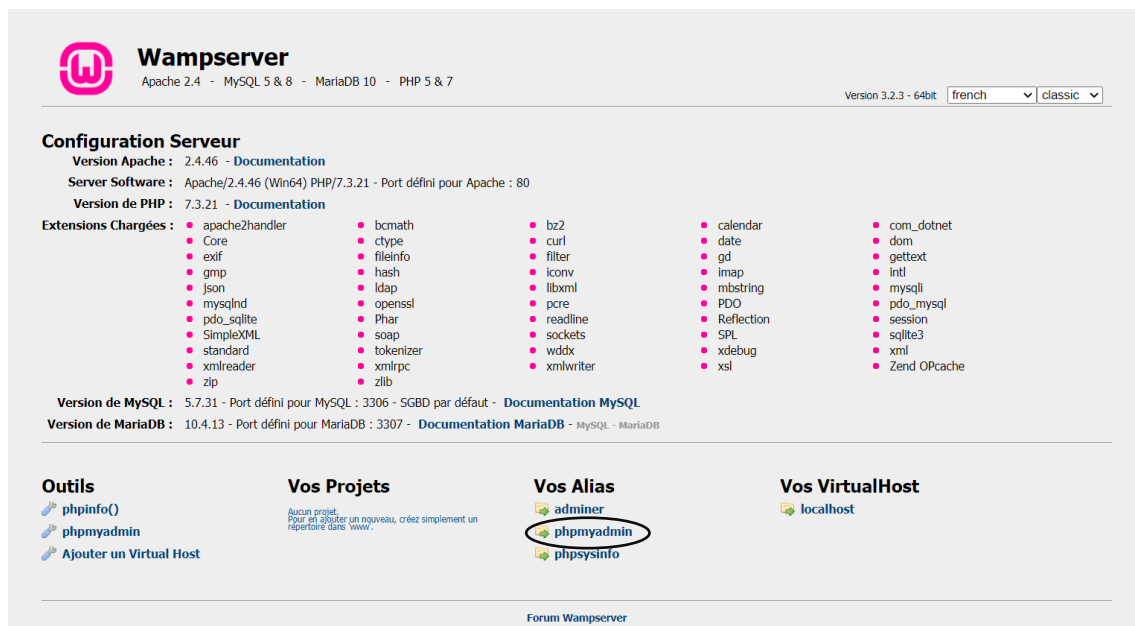 Wampserver
Apache 2.4 - MySQL 5 & 8 - MariaDB 10 - PHP 5 & 7
Version 3.2.3 - 64bit french classic
Configuration Serveur
Version Apache : 2.4.46 - Documentation
Server Software : Apache/2.4.46 (Win64) PHP/7.3.21 - Port défini pour Apache : 80
Version de PHP : 7.3.21 - Documentation
Extensions Chargées : apache2handler bcmath bz2 calendar com_dotnet
Core ctype curl date dom
exif fileinfo filter gd gettext
gmp hash iconv imap intl
json ldap libxml mbstring mysqli
mysqlnd openssl pcre PDO pdo_mysql
pdo_sqlite Phar readline Reflection session
SimpleXML soap sockets SPL sqlite3
standard tokenizer wddx xdebug xml
xmlreader xmlrpc xmlwriter xsl Zend OPcache
zip zlib
Version de MySQL : 5.7.31 - Port défini pour MySQL : 3306 - SGBD par défaut - Documentation MySQL
Version de MariaDB : 10.4.13 - Port défini pour MariaDB : 3307 - Documentation MariaDB - MySQL - MariaDB
Outils
phpinfo()
phpmyadmin
Ajouter un Virtual Host
Vos Projets
Aucun projet.
Pour en ajouter un nouveau, créez simplement un
répertoire dans 'www'.
Vos Alias
adminer
phpmyadmin
phpsysinfo
Vos VirtualHost
localhost
Forum Wampserver